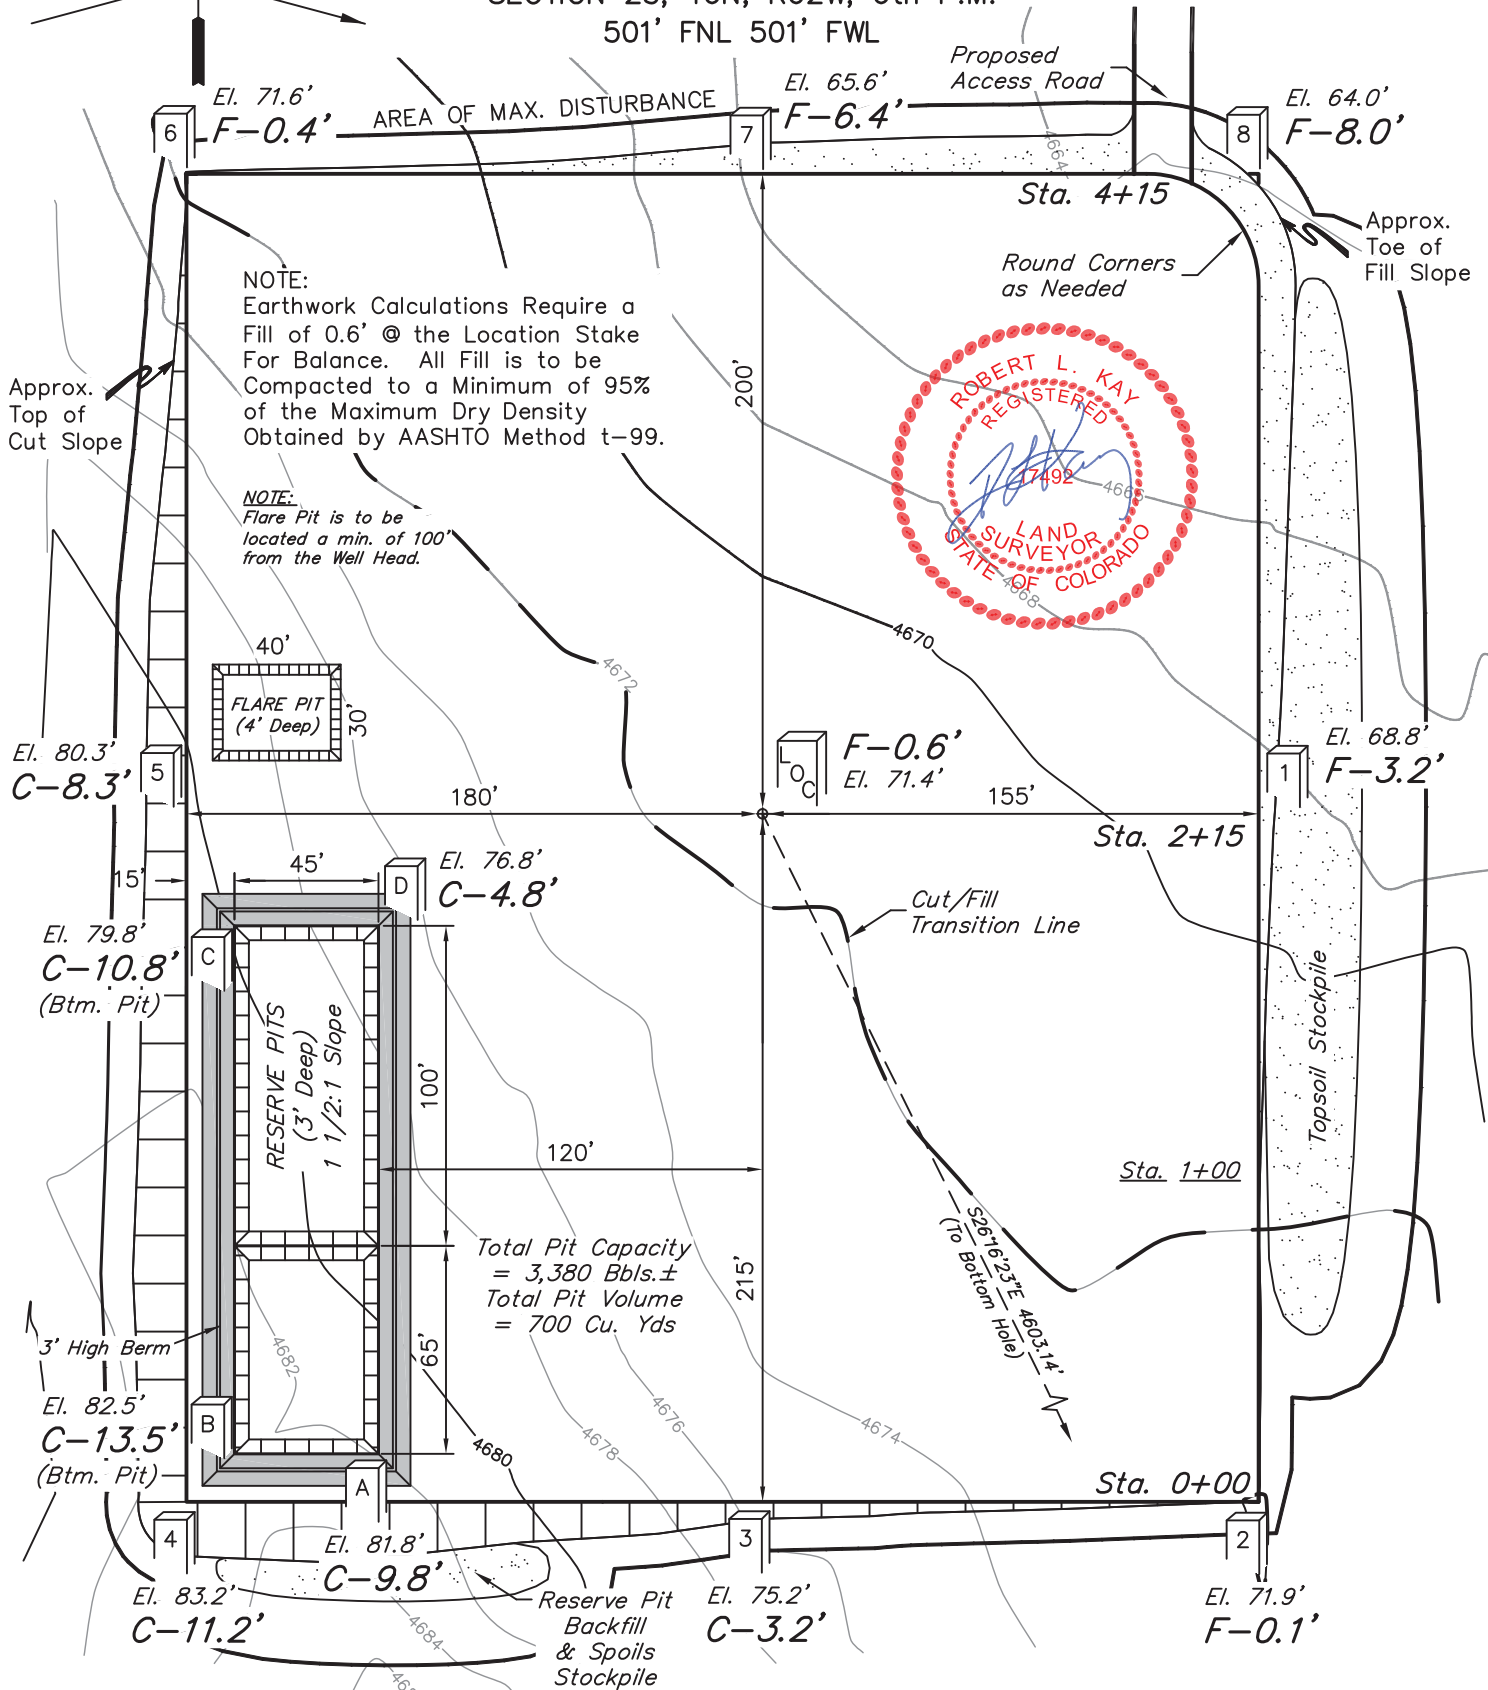 501' FNL 501' FWL
Proposed
Access Road
El. 71.6'
F-0.4'
6
AREA OF MAX. DISTURBANCE
El. 65.6'
F-6.4'
7
El. 64.0'
F-8.0'
8
4664
Sta. 4+15
Approx.
Toe of
Fill Slope
Round Corners
as Needed
NOTE:
Earthwork Calculations Require a
Fill of 0.6' @ the Location Stake
For Balance. All Fill is to be
Compacted to a Minimum of 95%
of the Maximum Dry Density
Obtained by AASHTO Method t-99.
200'
Approx.
Top of
Cut Slope
ROBERT L. KAY
REGISTERED
17492
LAND
SURVEYOR
STATE OF COLORADO
4666
4668
NOTE:
Flare Pit is to be
located a min. of 100'
from the Well Head.
4670
4672
40'
FLARE PIT
(4' Deep)
30'
El. 80.3'
C-8.3'
5
LOC
F-0.6'
El. 71.4'
El. 68.8'
F-3.2'
1
180'
155'
Sta. 2+15
15'
45'
D
El. 76.8'
C-4.8'
Cut/Fill
Transition Line
El. 79.8'
C-10.8'
(Btm. Pit)
C
RESERVE PITS
(3' Deep)
1 1/2:1 Slope
100'
120'
Topsoil Stockpile
Sta. 1+00
Total Pit Capacity
= 3,380 Bbls.±
Total Pit Volume
= 700 Cu. Yds
215'
S26°16'23"E 4603.14'
(To Bottom Hole)
3' High Berm
4682
65'
El. 82.5'
C-13.5'
(Btm. Pit)
B
4680
4678
4676
4674
Sta. 0+00
A
4
3
2
El. 81.8'
C-9.8'
El. 83.2'
C-11.2'
Reserve Pit
Backfill
& Spoils
Stockpile
El. 75.2'
C-3.2'
El. 71.9'
F-0.1'
4684